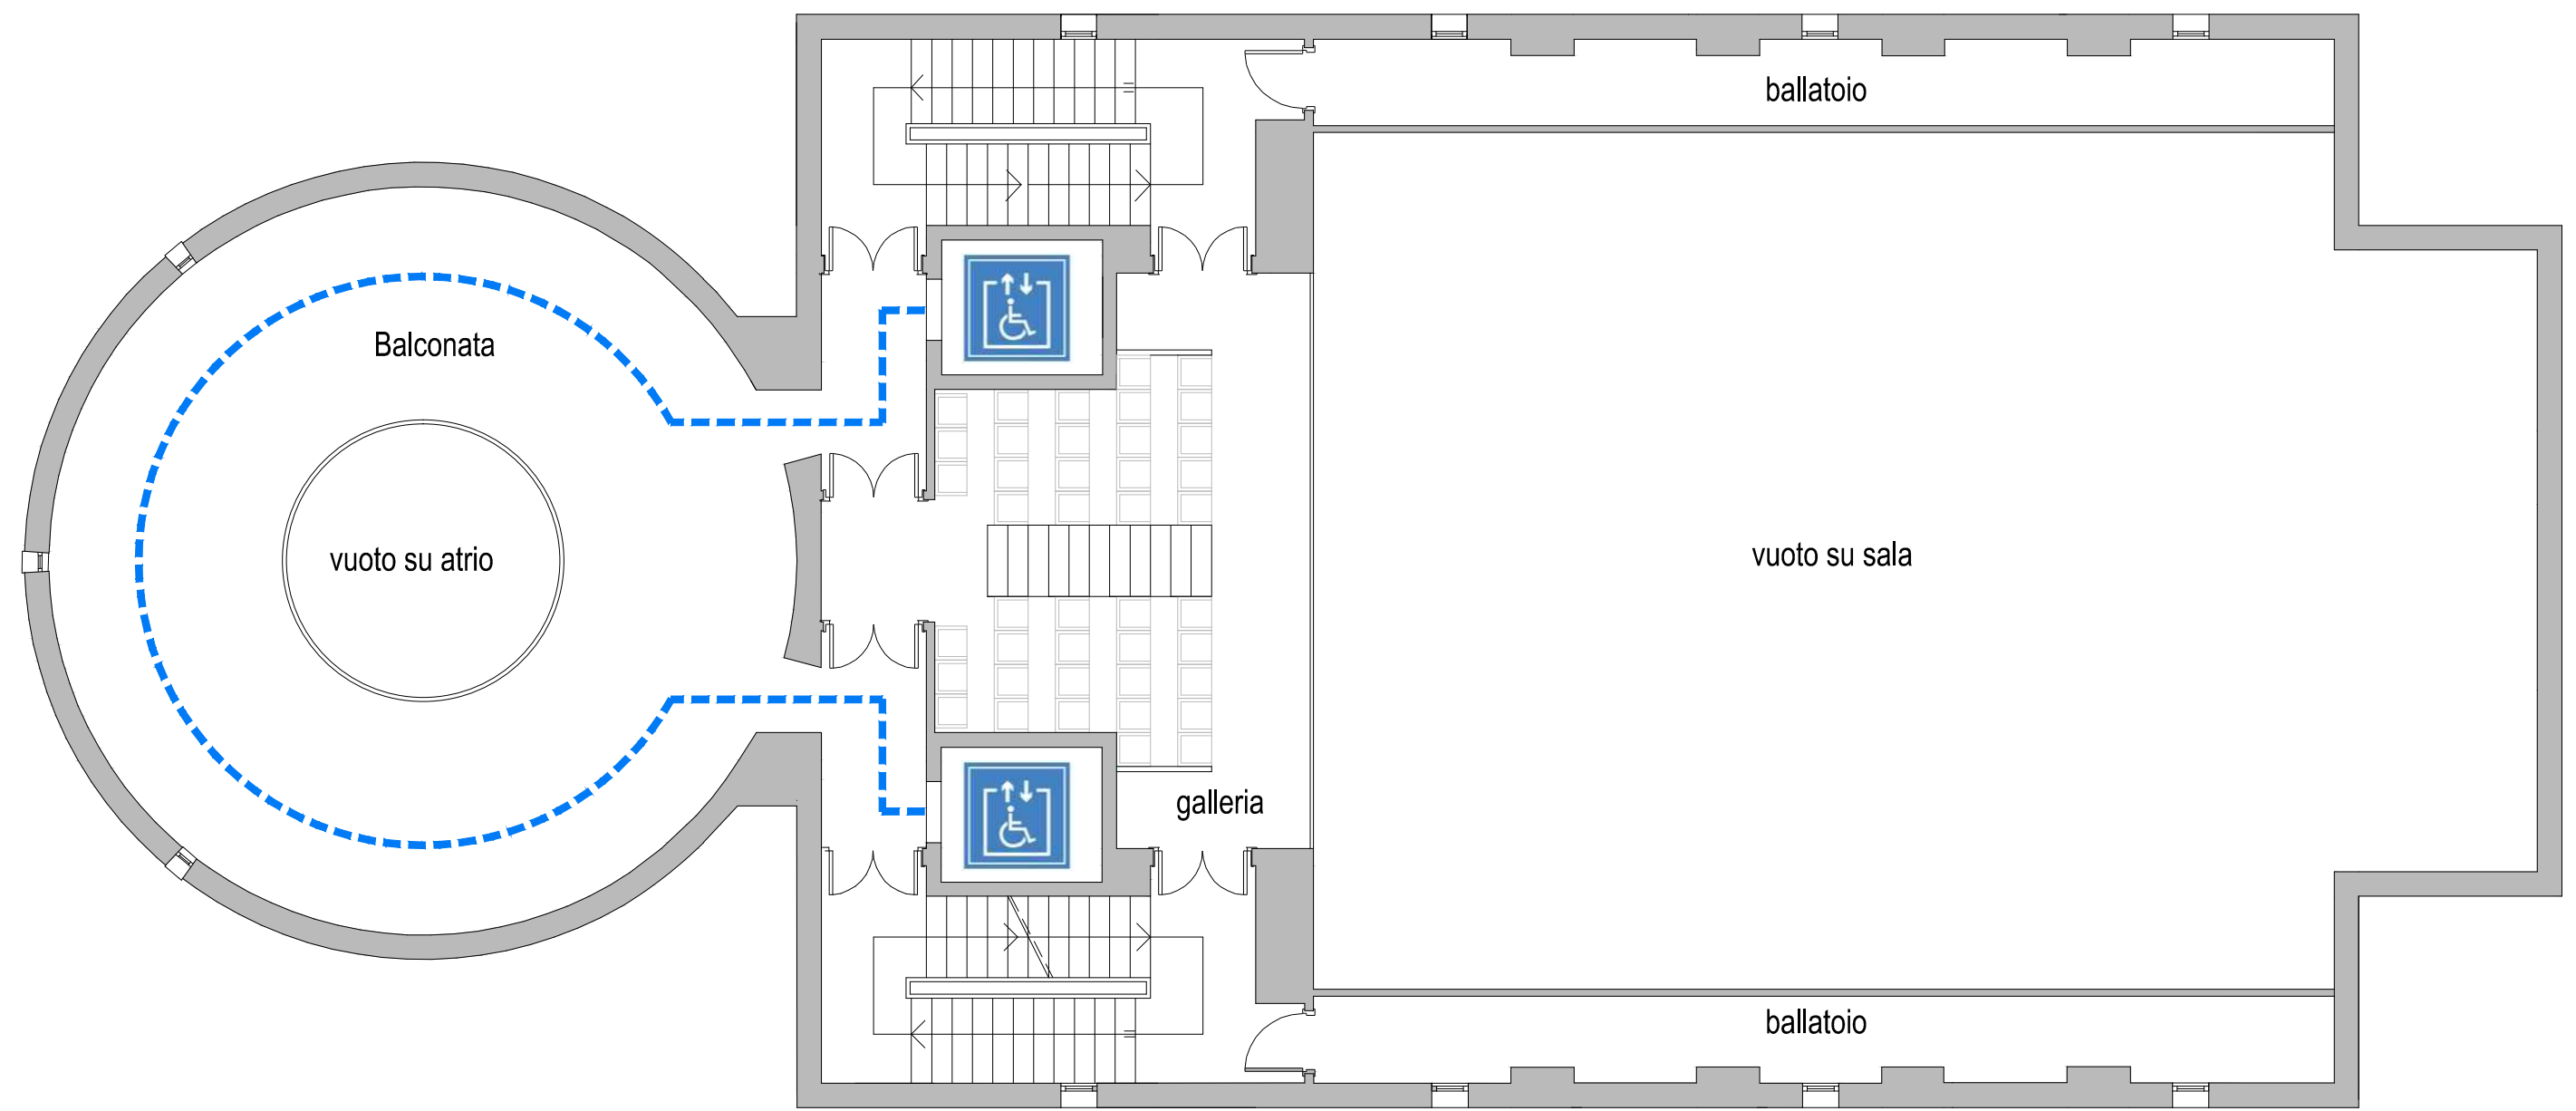 ballatoio
Balconata
vuoto su atrio
vuoto su sala
galleria
ballatoio